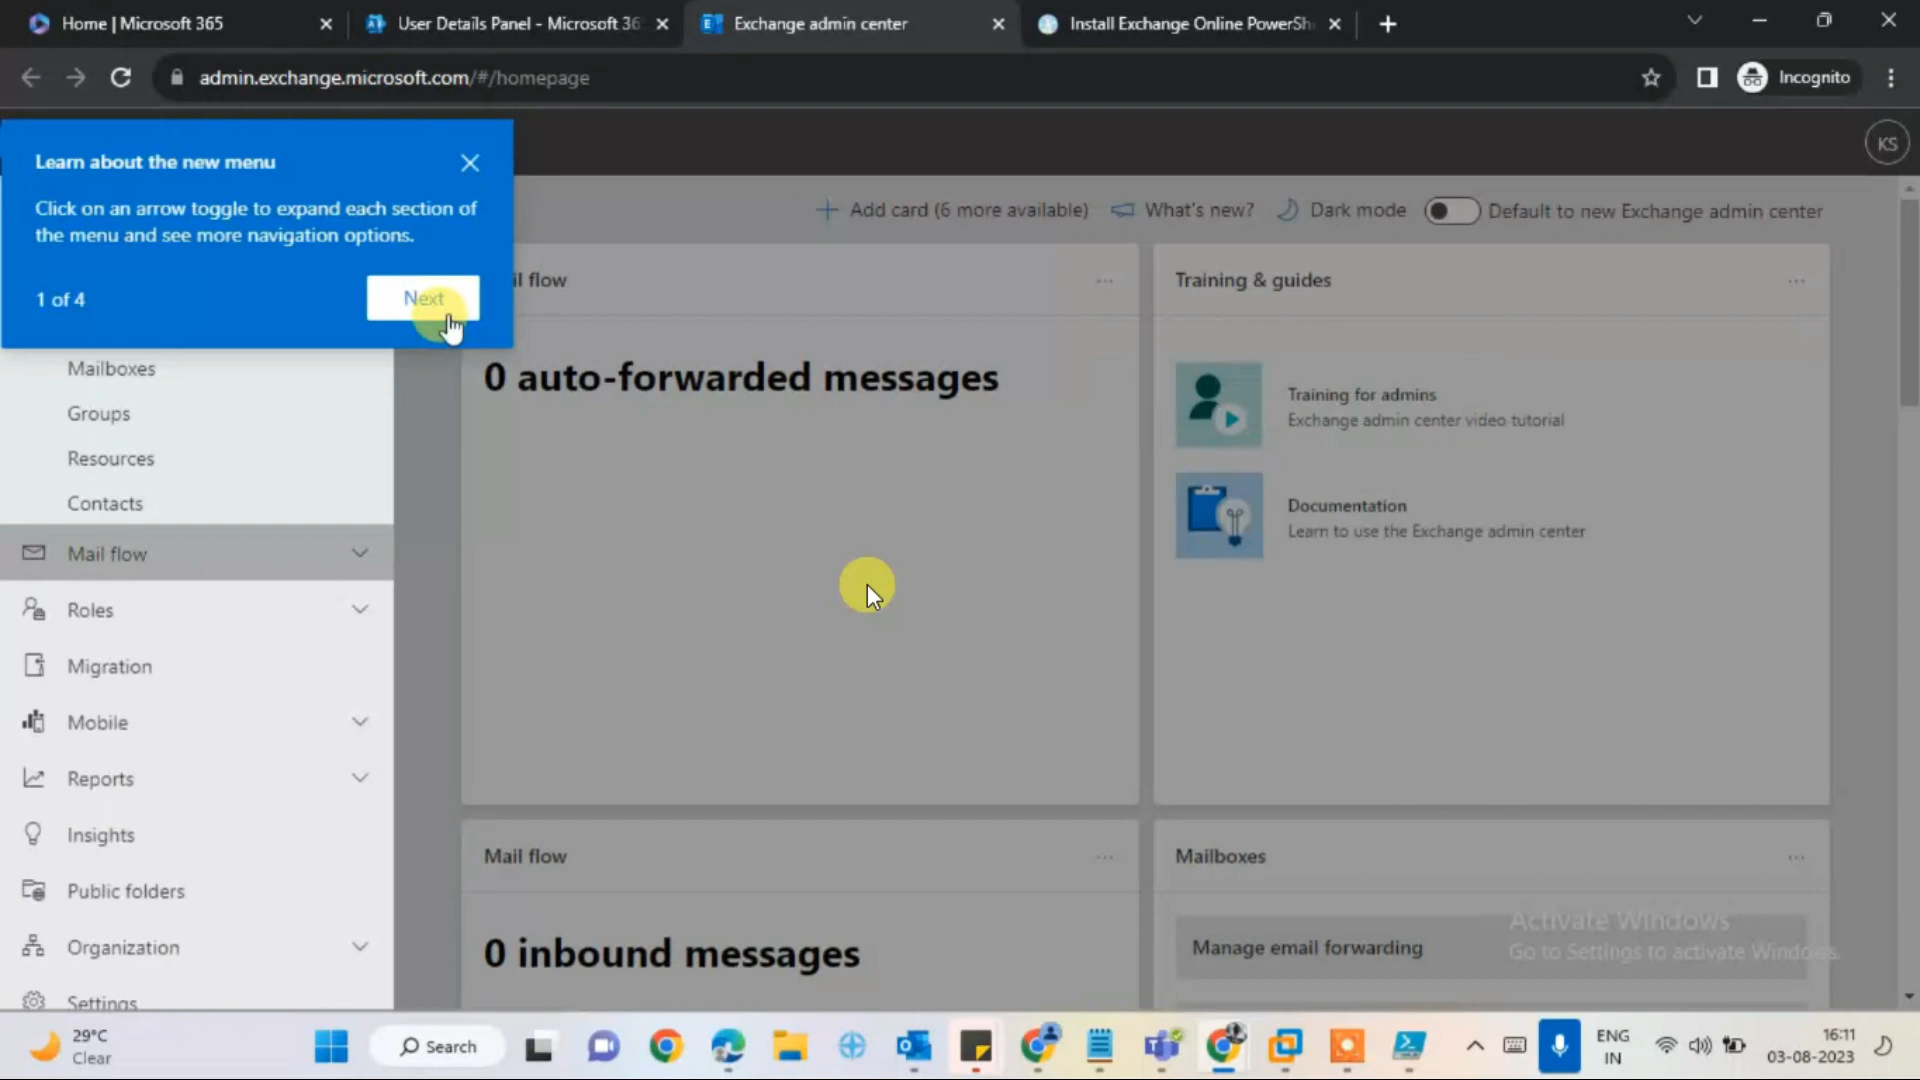 Home | Microsoft 365
User Details Panel - Microsoft 36
Exchange admin center
Install Exchange Online PowerSh
admin.exchange.microsoft.com/#/homepage
Incognito
KS
Learn about the new menu
Click on an arrow toggle to expand each section of
the menu and see more navigation options.
1 of 4
Next
Add card (6 more available)
What's new?
Dark mode
Default to new Exchange admin center
il flow
Training & guides
0 auto-forwarded messages
Training for admins
Exchange admin center video tutorial
Documentation
Learn to use the Exchange admin center
Mailboxes
Groups
Resources
Contacts
Mail flow
Roles
Migration
Mobile
Reports
Insights
Public folders
Organization
Settings
Mail flow
0 inbound messages
Mailboxes
Manage email forwarding
Activate Windows
Go to Settings to activate Windows.
29°C
Clear
Search
ENG
IN
16:11
03-08-2023